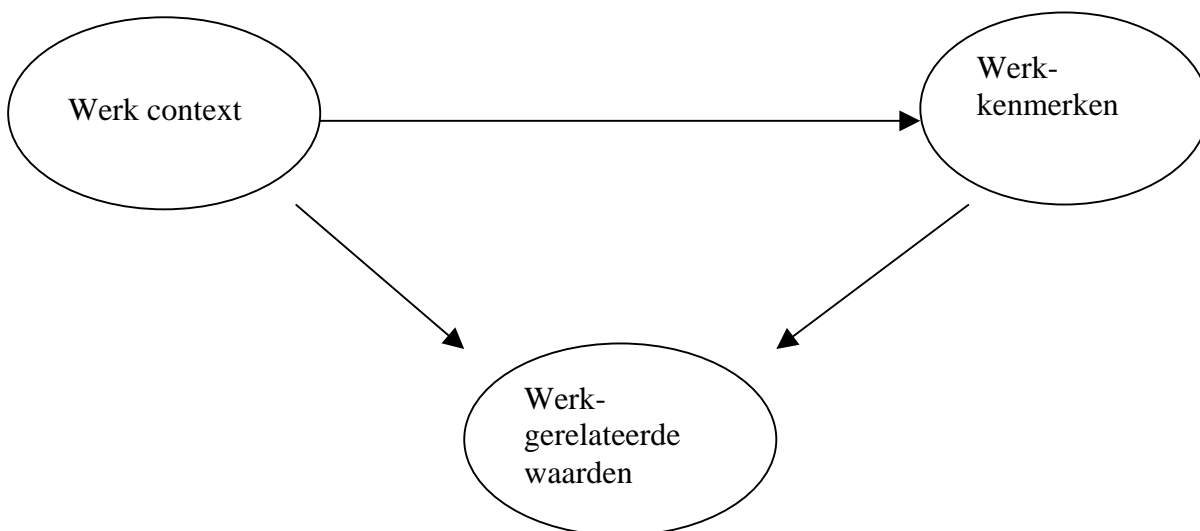 Werk context
Werk-
kenmerken
Werk-
gerelateerde
waarden